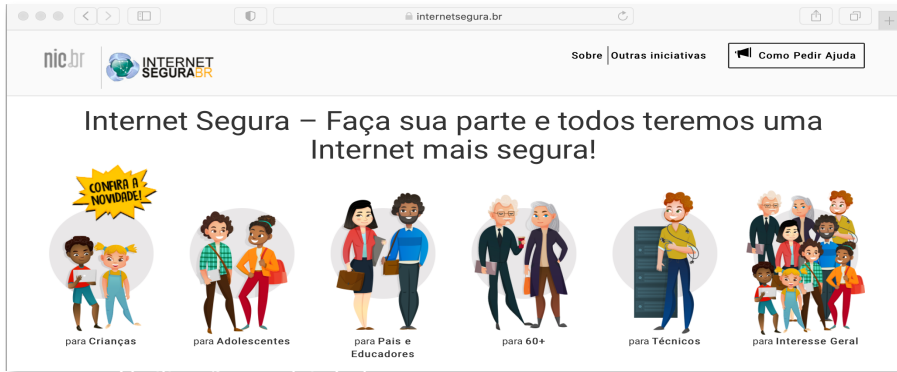 internetsegura.br
nic.br
INTERNET
SEGURABR
Sobre
Outras iniciativas
Como Pedir Ajuda
Internet Segura – Faça sua parte e todos teremos uma
Internet mais segura!
CONFIRA A
NOVIDADE!
para Crianças
para Adolescentes
para Pais e
Educadores
para 60+
para Técnicos
para Interesse Geral